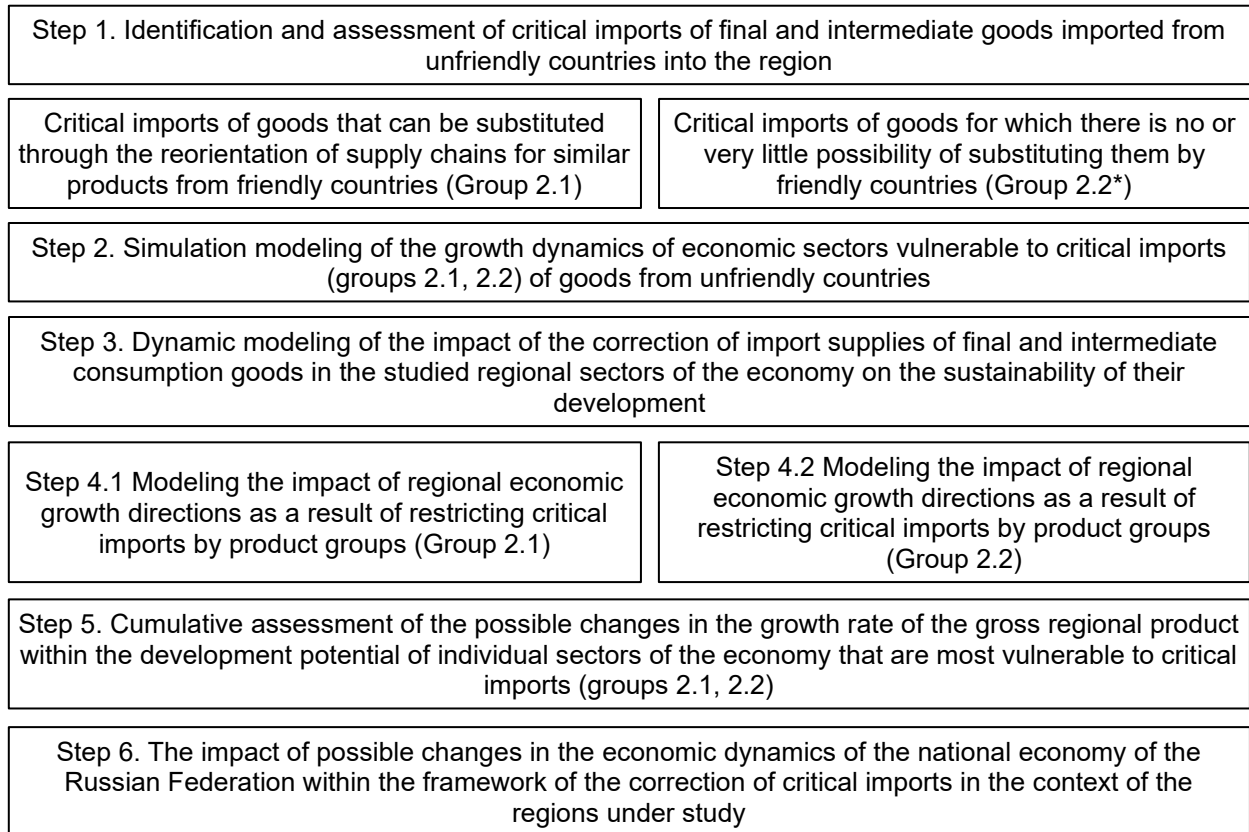 Step 1. Identification and assessment of critical imports of final and intermediate goods imported from
unfriendly countries into the region
Critical imports of goods that can be substituted
through the reorientation of supply chains for similar
products from friendly countries (Group 2.1)
Critical imports of goods for which there is no or
very little possibility of substituting them by
friendly countries (Group 2.2*)
Step 2. Simulation modeling of the growth dynamics of economic sectors vulnerable to critical imports
(groups 2.1, 2.2) of goods from unfriendly countries
Step 3. Dynamic modeling of the impact of the correction of import supplies of final and intermediate
consumption goods in the studied regional sectors of the economy on the sustainability of their
development
Step 4.1 Modeling the impact of regional economic
growth directions as a result of restricting critical
imports by product groups (Group 2.1)
Step 4.2 Modeling the impact of regional
economic growth directions as a result of
restricting critical imports by product groups
(Group 2.2)
Step 5. Cumulative assessment of the possible changes in the growth rate of the gross regional product
within the development potential of individual sectors of the economy that are most vulnerable to critical
imports (groups 2.1, 2.2)
Step 6. The impact of possible changes in the economic dynamics of the national economy of the
Russian Federation within the framework of the correction of critical imports in the context of the
regions under study